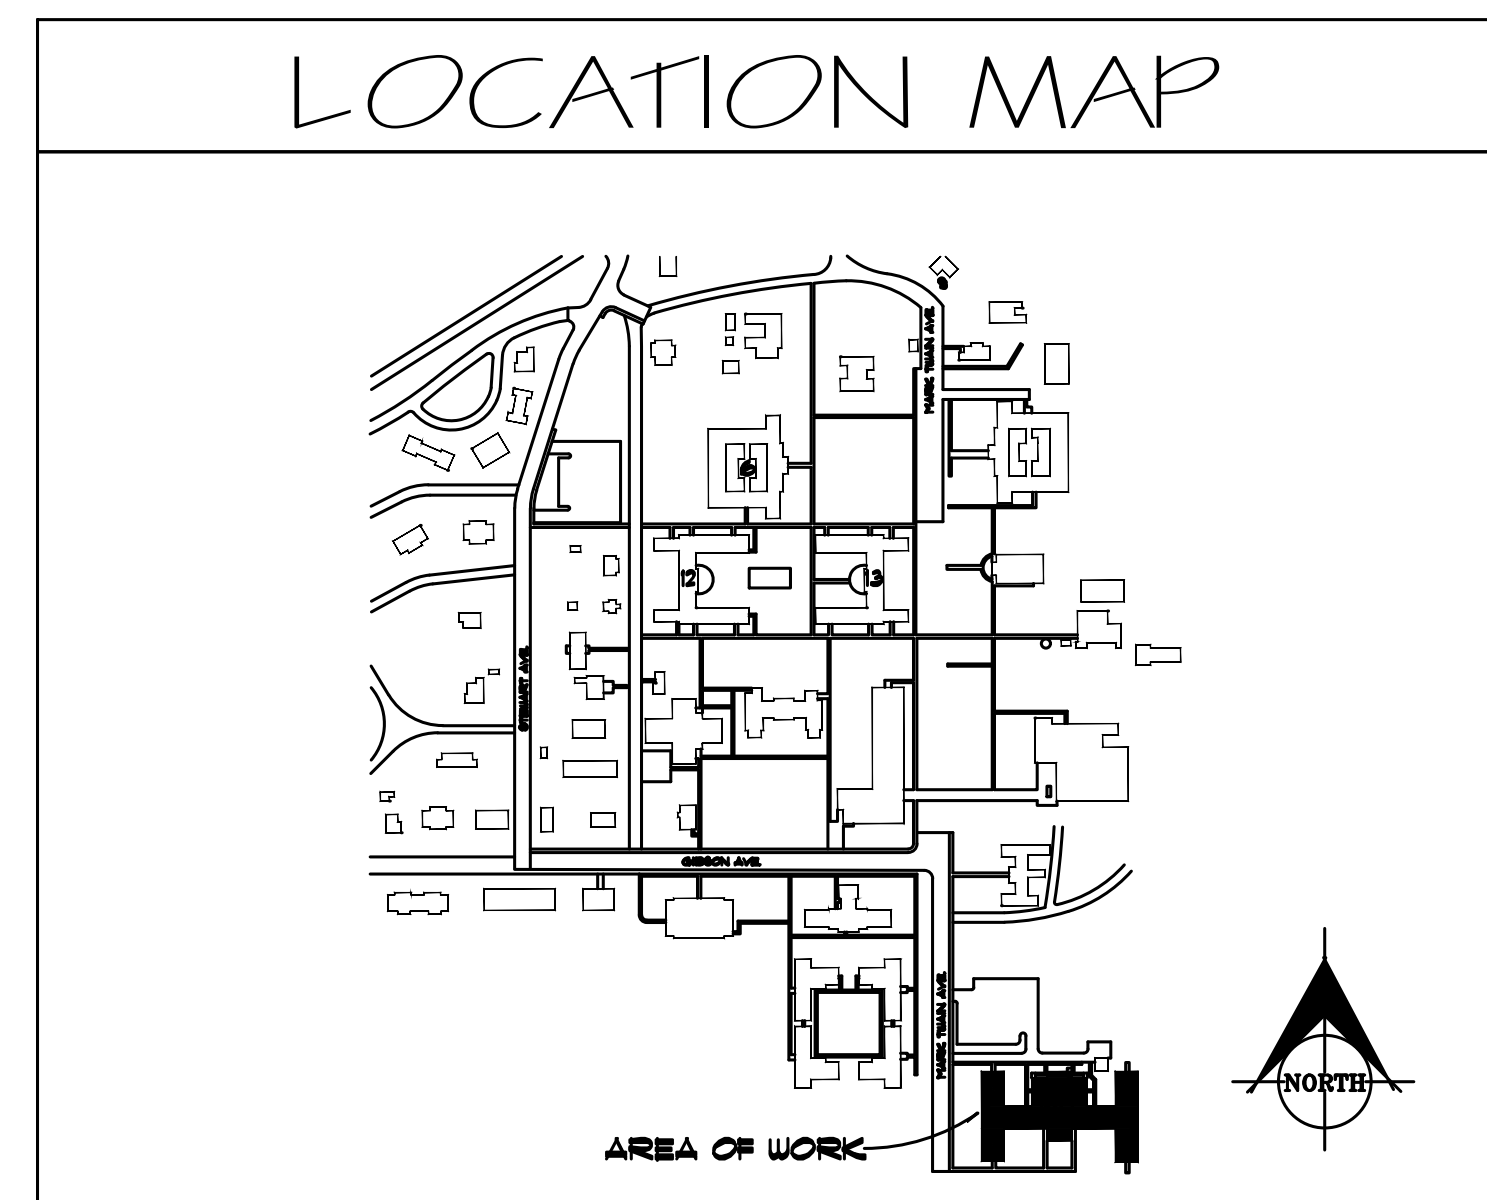 LOCATION MAP
9
MARK TWAIN AVE.
6
12
13
STEWART AVE.
GIBSON AVE.
MARK TWAIN AVE.
NORTH
AREA OF WORK